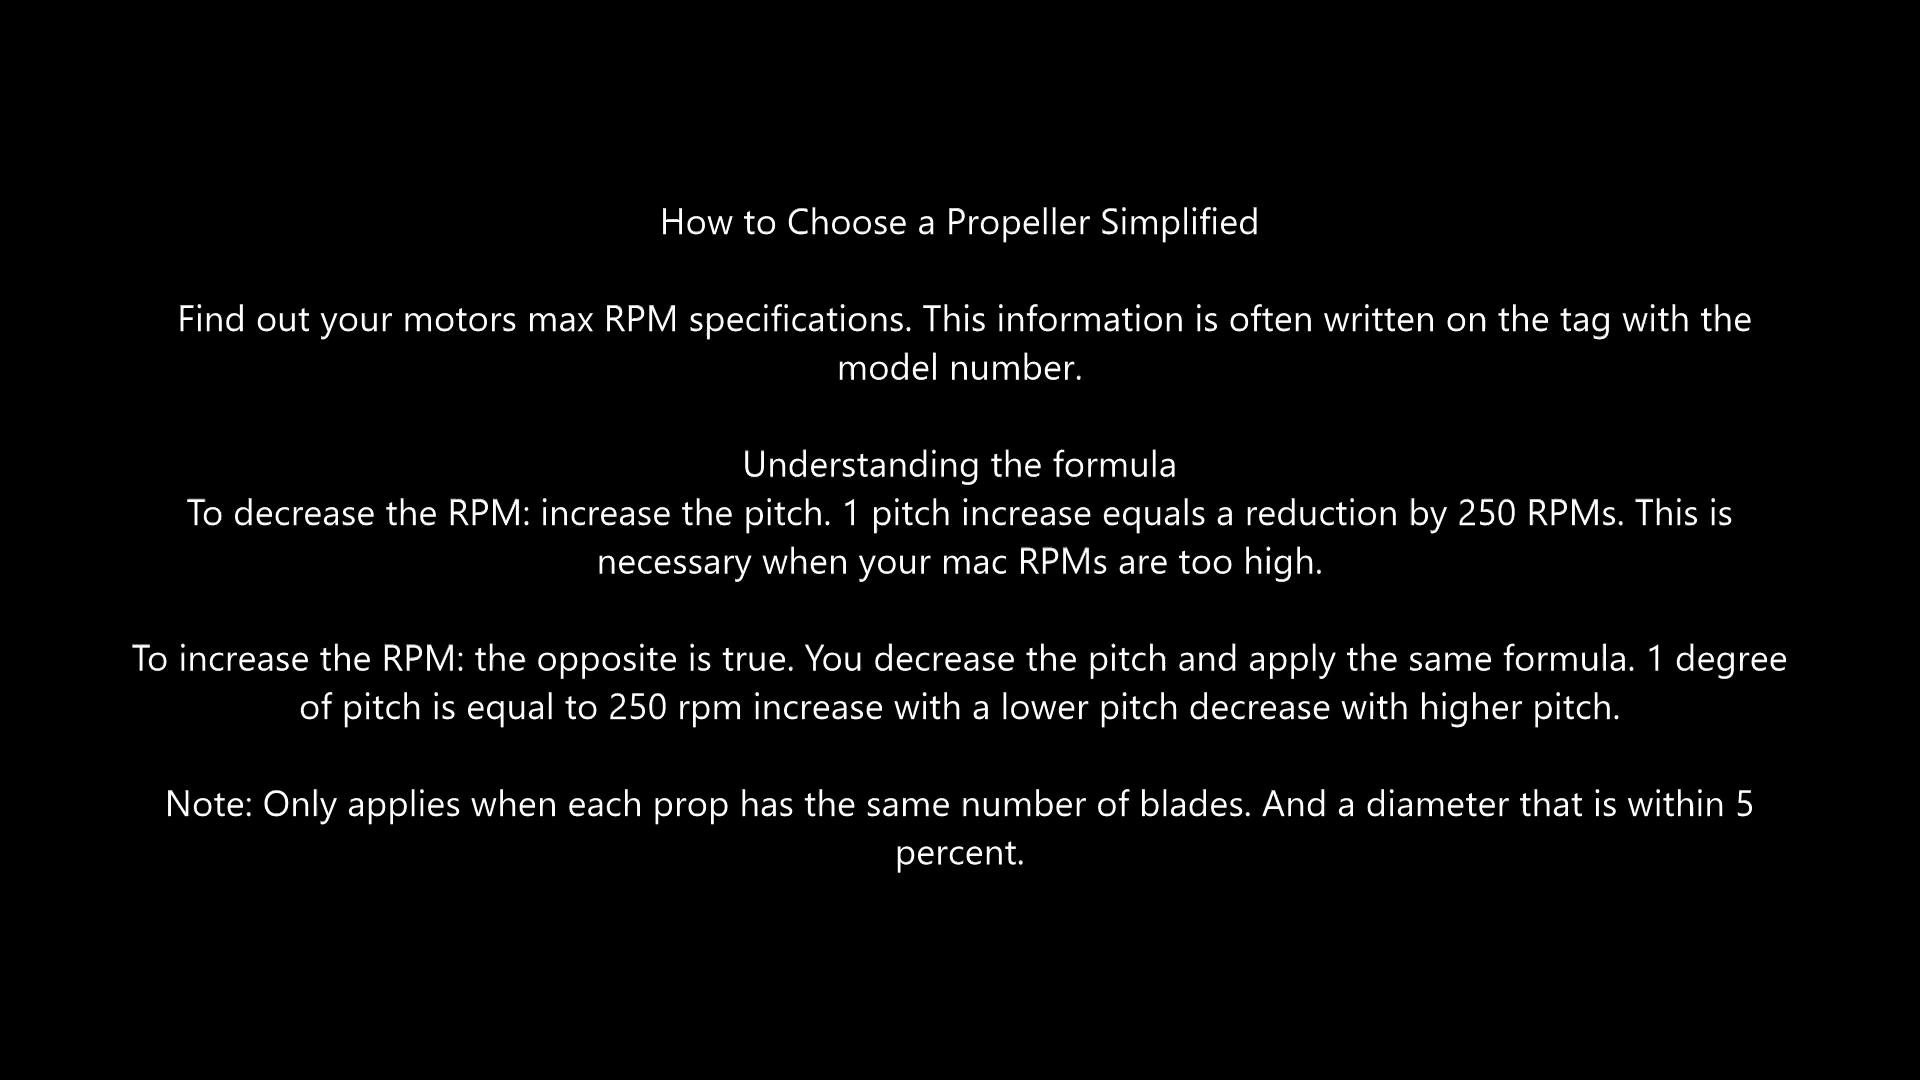 How to Choose a Propeller Simplified
Find out your motors max RPM specifications. This information is often written on the tag with the
model number.
Understanding the formula
To decrease the RPM: increase the pitch. 1 pitch increase equals a reduction by 250 RPMs. This is
necessary when your mac RPMs are too high.
To increase the RPM: the opposite is true. You decrease the pitch and apply the same formula. 1 degree
of pitch is equal to 250 rpm increase with a lower pitch decrease with higher pitch.
Note: Only applies when each prop has the same number of blades. And a diameter that is within 5
percent.